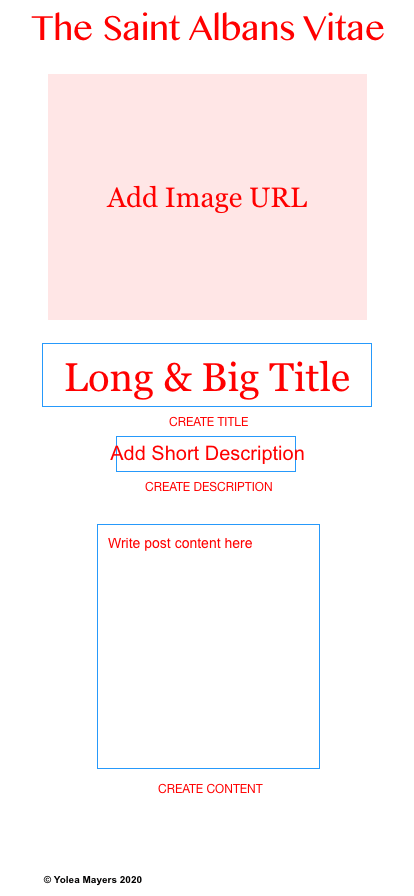 The Saint Albans Vitae
Add Image URL
Long & Big Title
CREATE TITLE
Add Short Description
CREATE DESCRIPTION
Write post content here
CREATE CONTENT
© Yolea Mayers 2020